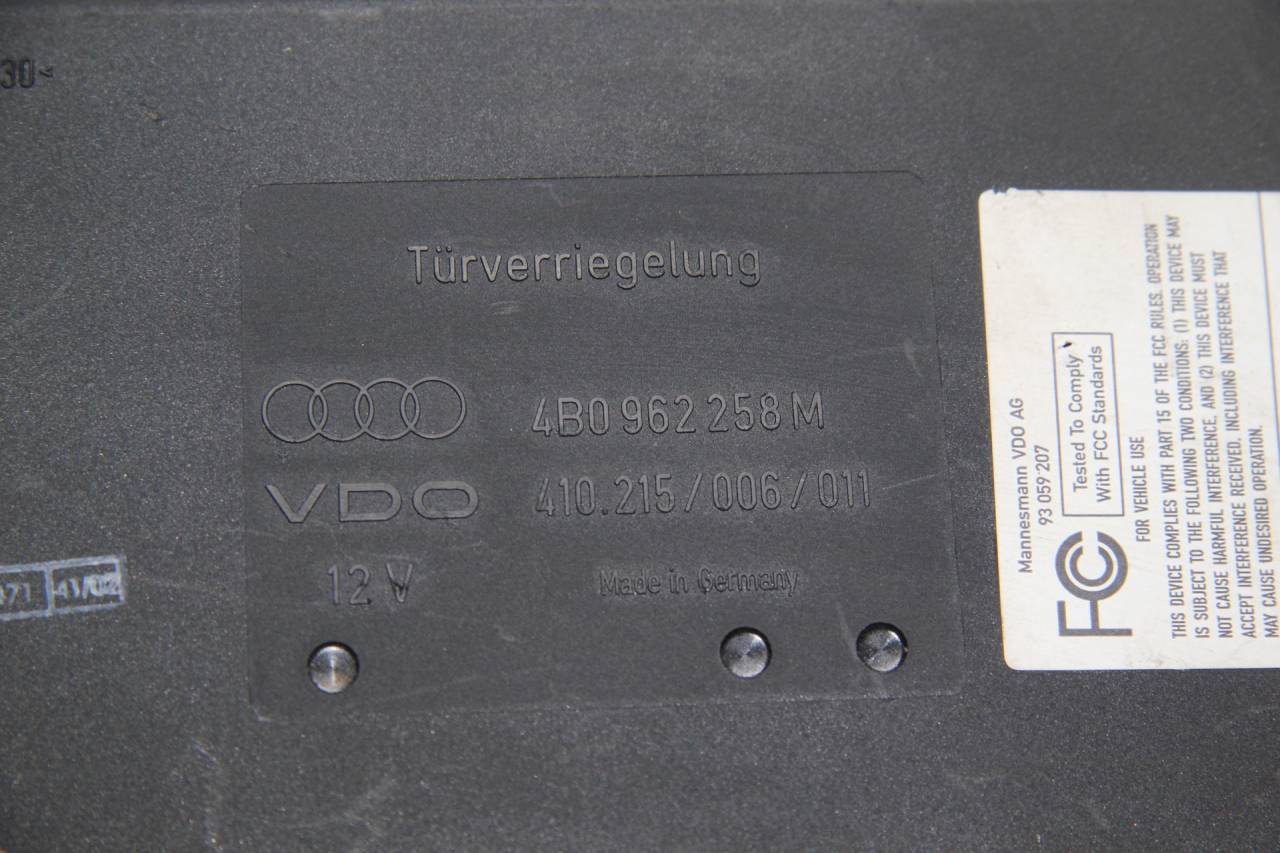 30<
Türverriegelung
4B0 962 258 M
VDO
410.215/006/011
12 V
Made in Germany
Mannesmann VDO AG
93 059 207
Tested To Comply
With FCC Standards
FC
FOR VEHICLE USE
THIS DEVICE COMPLIES WITH PART 15 OF THE FCC RULES. OPERATION
IS SUBJECT TO THE FOLLOWING TWO CONDITIONS: (1) THIS DEVICE MAY
NOT CAUSE HARMFUL INTERFERENCE, AND (2) THIS DEVICE MUST
ACCEPT INTERFERENCE RECEIVED, INCLUDING INTERFERENCE THAT
MAY CAUSE UNDESIRED OPERATION.